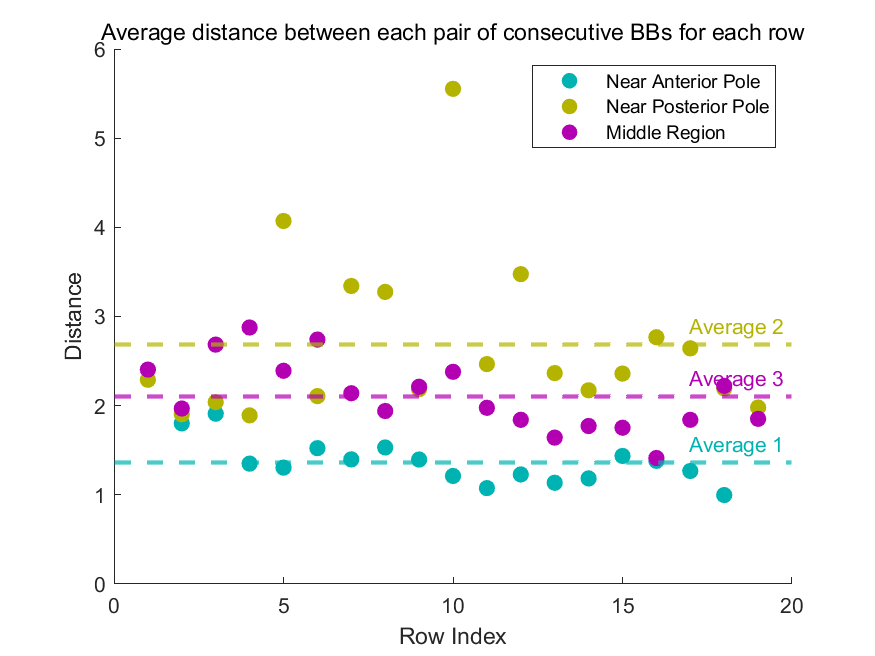 Average distance between each pair of consecutive BBs for each row
Near Anterior Pole
Near Posterior Pole
Middle Region
6
5
4
3
2
1
0
Distance
Average 2
Average 3
Average 1
0
5
10
15
20
Row Index